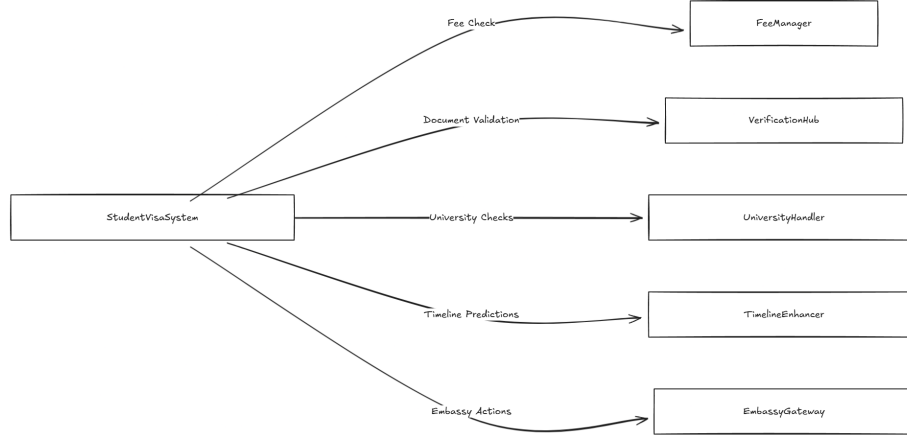 Fee Check
FeeManager
Document Validation
VerificationHub
StudentVisaSystem
University Checks
UniversityHandler
Timeline Predictions
TimelineEnhancer
Embassy Actions
EmbassyGateway